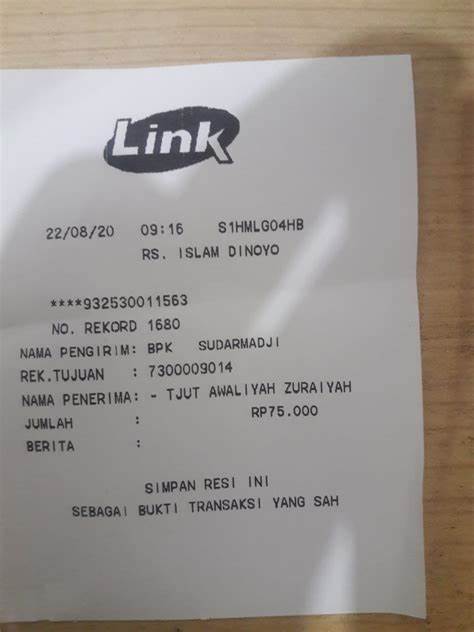 Link
22/08/20 09:16 S1HMLG04HB
RS. ISLAM DINOYO
****932530011563
NO. REKORD 1680
NAMA PENGIRIM: BPK SUDARMADJI
REK.TUJUAN : 7300009014
NAMA PENERIMA: - TJUT AWALIYAH ZURAIYAH
JUMLAH : RP75.000
BERITA :
SIMPAN RESI INI
SEBAGAI BUKTI TRANSAKSI YANG SAH